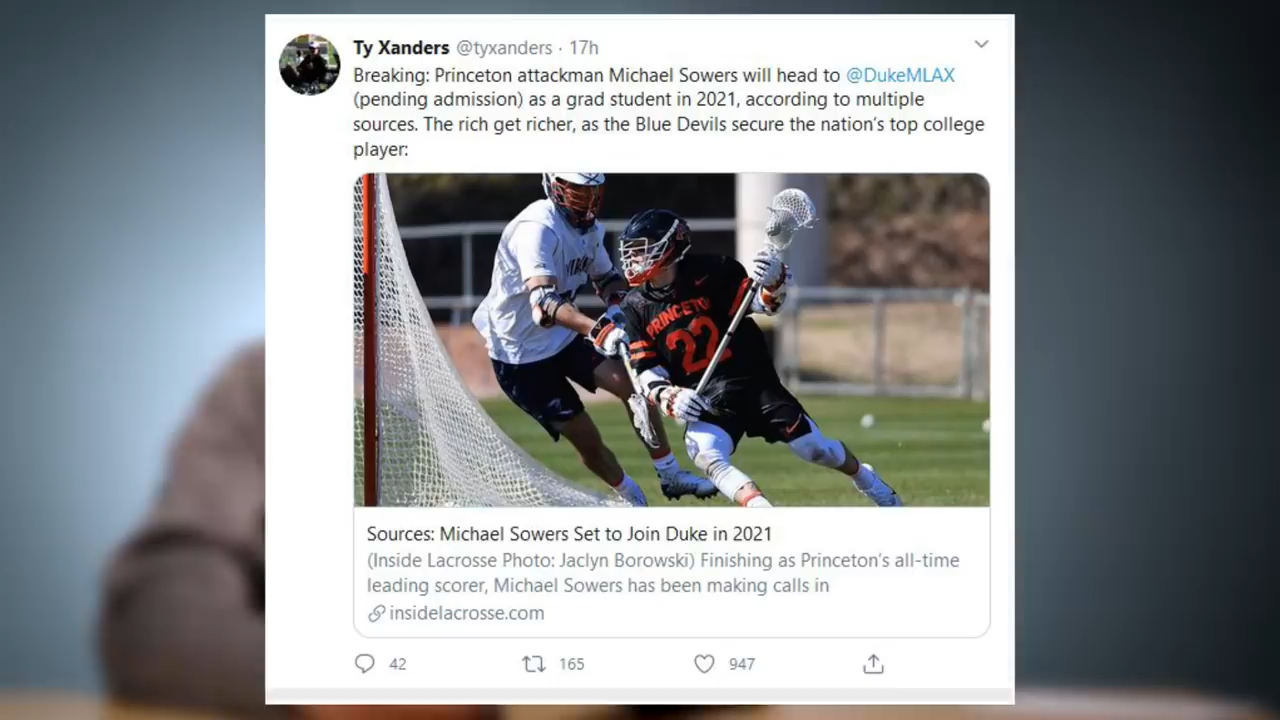 Ty Xanders @tyxanders · 17h
Breaking: Princeton attackman Michael Sowers will head to @DukeMLAX
(pending admission) as a grad student in 2021, according to multiple
sources. The rich get richer, as the Blue Devils secure the nation's top college
player:
PRINCETON
22
Sources: Michael Sowers Set to Join Duke in 2021
(Inside Lacrosse Photo: Jaclyn Borowski) Finishing as Princeton's all-time
leading scorer, Michael Sowers has been making calls in
insidelacrosse.com
42 165 947